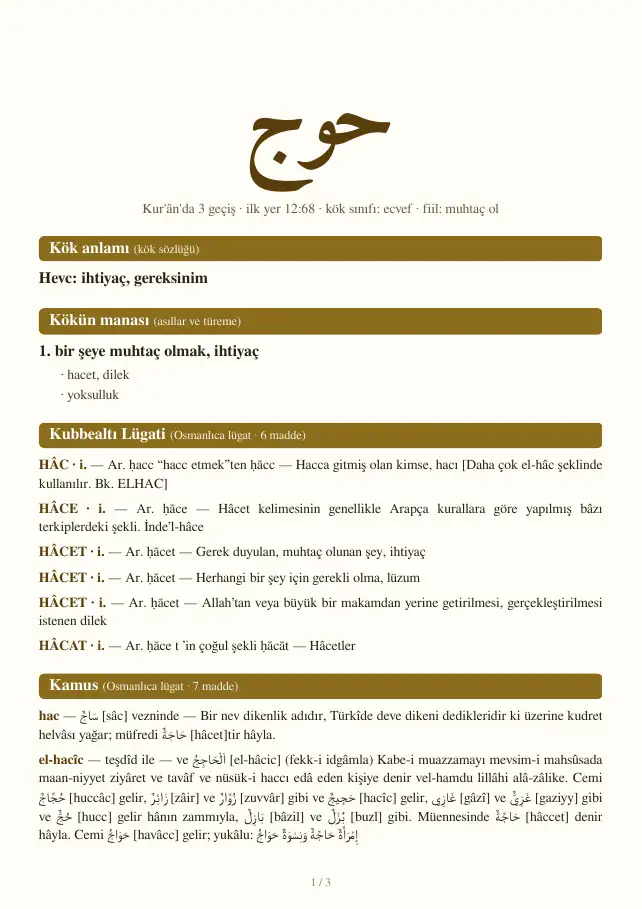 حوج
Kur'ân'da 3 geçiş · ilk yer 12:68 · kök sınıfı: ecvef · fiil: muhtaç ol
Kök anlamı (kök sözlüğü)
Hevc: ihtiyaç, gereksinim
Kökün manası (asıllar ve türeme)
1. bir şeye muhtaç olmak, ihtiyaç
· hacet, dilek
· yoksulluk
Kubbealtı Lügati (Osmanlıca lügat · 6 madde)
HÂC · i. — Ar. ḥacc “hacc etmek”ten ḥācc — Hacca gitmiş olan kimse, hacı [Daha çok el-hâc şeklinde
kullanılır. Bk. ELHAC]
HÂCE · i. — Ar. ḥāce — Hâcet kelimesinin genellikle Arapça kurallara göre yapılmış bâzı
terkiplerdeki şekli. İnde’l-hâce
HÂCET · i. — Ar. ḥācet — Gerek duyulan, muhtaç olunan şey, ihtiyaç
HÂCET · i. — Ar. ḥācet — Herhangi bir şey için gerekli olma, lüzum
HÂCET · i. — Ar. ḥācet — Allah’tan veya büyük bir makamdan yerine getirilmesi, gerçekleştirilmesi
istenen dilek
HÂCAT · i. — Ar. ḥāce t ’in çoğul şekli ḥācāt — Hâcetler
Kamus (Osmanlıca lügat · 7 madde)
hac — سَاجٌ [sâc] vezninde — Bir nev dikenlik adıdır, Türkîde deve dikeni dedikleridir ki üzerine kudret
helvâsı yağar; müfredi حَاجَةٌ [hâcet]tir hâyla.
el-hacîc — teşdîd ile — ve اَلْحَاجِجُ [el-hâcic] (fekk-i idgâmla) Kabe-i muazzamayı mevsim-i mahsûsada
maan-niyyet ziyâret ve tavâf ve nüsük-i haccı edâ eden kişiye denir vel-hamdu lillâhi alâ-zâlike. Cemi
حُجَّاجٌ [huccâc] gelir, زَائِرٌ [zâir] ve زُوَّارٌ [zuvvâr] gibi ve حَجِيجٌ [hacîc] gelir, غَازِي [gâzî] ve غَزِيٌّ [gaziyy] gibi
ve حُجٌّ [hucc] gelir hânın zammıyla, بَازِلٌ [bâzil] ve بُزْلٌ [buzl] gibi. Müennesinde حَاجَّةٌ [hâccet] denir
hâyla. Cemi حَوَاجُّ [havâcc] gelir; yukâlu: إِمْرَأَةٌ حَاجَّةٌ وَنِسْوَةٌ حَوَاجُّ
1 / 3